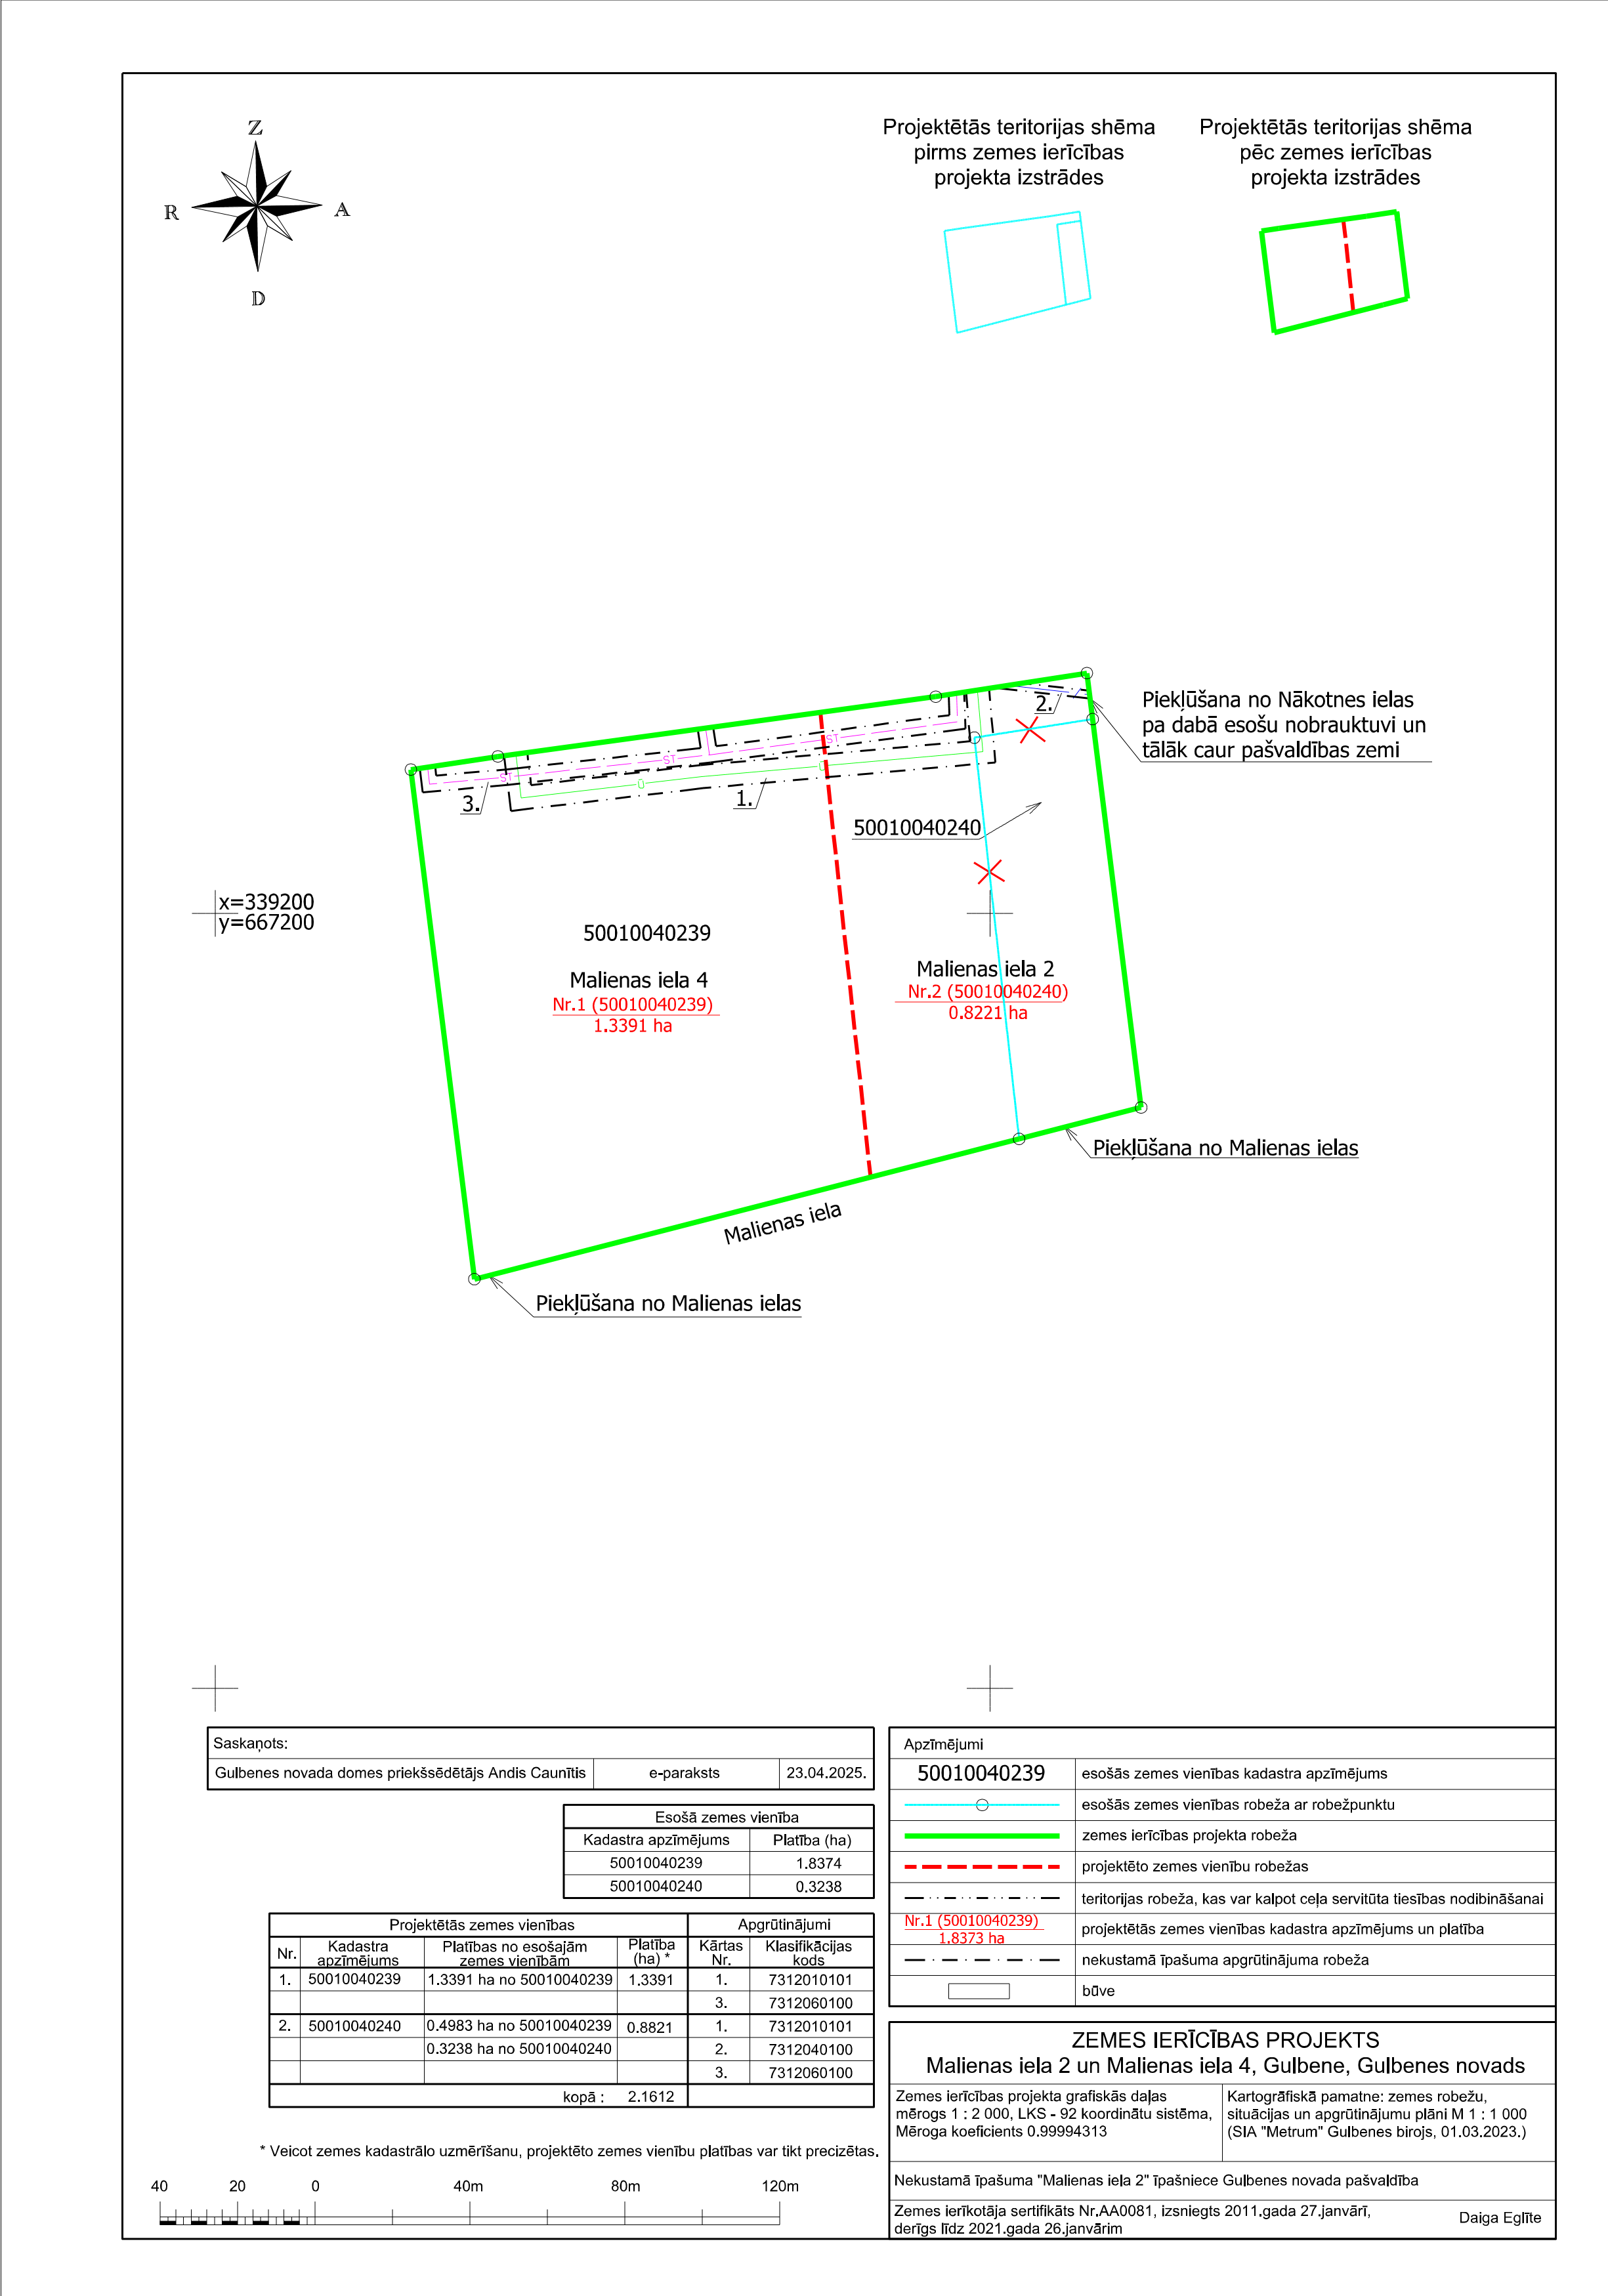 Z
R
A
D
Projektētās teritorijas shēma
pirms zemes ierīcības
projekta izstrādes
Projektētās teritorijas shēma
pēc zemes ierīcības
projekta izstrādes
Piekļūšana no Nākotnes ielas
pa dabā esošu nobrauktuvi un
tālāk caur pašvaldības zemi
2.
ST
ST
ST
3.
1.
50010040240
x=339200
y=667200
50010040239
Malienas iela 4
Nr.1 (50010040239)
1.3391 ha
Malienas iela 2
Nr.2 (50010040240)
0.8221 ha
Piekļūšana no Malienas ielas
Malienas iela
Piekļūšana no Malienas ielas
Saskaņots:
Gulbenes novada domes priekšsēdētājs Andis Caunītis e-paraksts 23.04.2025.
Esošā zemes vienība
Kadastra apzīmējums Platība (ha)
50010040239 1.8374
50010040240 0.3238
Projektētās zemes vienības Apgrūtinājumi
Nr. Kadastra apzīmējums Platības no esošajām zemes vienībām Platība (ha) * Kārtas Nr. Klasifikācijas kods
1. 50010040239 1.3391 ha no 50010040239 1.3391 1. 7312010101
3. 7312060100
2. 50010040240 0.4983 ha no 50010040239 0.8821 1. 7312010101
0.3238 ha no 50010040240 2. 7312040100
3. 7312060100
kopā : 2.1612
* Veicot zemes kadastrālo uzmērīšanu, projektēto zemes vienību platības var tikt precizētas.
40 20 0 40m 80m 120m
Apzīmējumi
50010040239 esošās zemes vienības kadastra apzīmējums
esošās zemes vienības robeža ar robežpunktu
zemes ierīcības projekta robeža
projektēto zemes vienību robežas
teritorijas robeža, kas var kalpot ceļa servitūta tiesības nodibināšanai
Nr.1 (50010040239)
1.8373 ha
projektētās zemes vienības kadastra apzīmējums un platība
nekustamā īpašuma apgrūtinājuma robeža
būve
ZEMES IERĪCĪBAS PROJEKTS
Malienas iela 2 un Malienas iela 4, Gulbene, Gulbenes novads
Zemes ierīcības projekta grafiskās daļas
mērogs 1 : 2 000, LKS - 92 koordinātu sistēma,
Mēroga koeficients 0.99994313
Kartogrāfiskā pamatne: zemes robežu,
situācijas un apgrūtinājumu plāni M 1 : 1 000
(SIA "Metrum" Gulbenes birojs, 01.03.2023.)
Nekustamā īpašuma "Malienas iela 2" īpašniece Gulbenes novada pašvaldība
Zemes ierīkotāja sertifikāts Nr.AA0081, izsniegts 2011.gada 27.janvārī,
derīgs līdz 2021.gada 26.janvārim
Daiga Eglīte